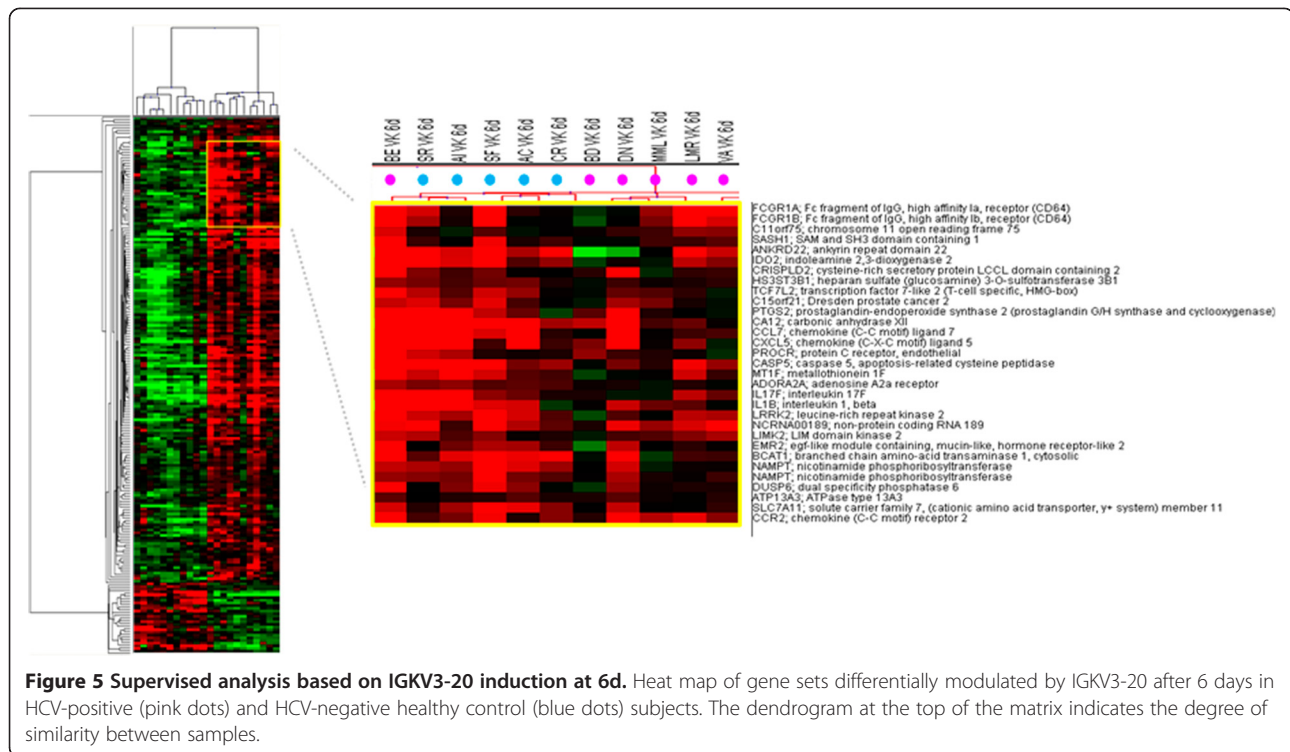 BE VK 6d
SR VK 6d
AI VK 6d
SF VK 6d
AC VK 6d
CR VK 6d
BD VK 6d
DN VK 6d
MML VK 6d
LMR VK 6d
VA VK 6d
FCGR1A; Fc fragment of IgG, high affinity Ia, receptor (CD64)
FCGR1B; Fc fragment of IgG, high affinity Ib, receptor (CD64)
C11orf75; chromosome 11 open reading frame 75
SASH1; SAM and SH3 domain containing 1
ANKRD22; ankyrin repeat domain 22
IDO2; indoleamine 2,3-dioxygenase 2
CRISPLD2; cysteine-rich secretory protein LCCL domain containing 2
HS3ST3B1; heparan sulfate (glucosamine) 3-O-sulfotransferase 3B1
TCF7L2; transcription factor 7-like 2 (T-cell specific, HMG-box)
C15orf21; Dresden prostate cancer 2
PTGS2; prostaglandin-endoperoxide synthase 2 (prostaglandin G/H synthase and cyclooxygenase)
CA12; carbonic anhydrase XII
CCL7; chemokine (C-C motif) ligand 7
CXCL5; chemokine (C-X-C motif) ligand 5
PROCR; protein C receptor, endothelial
CASP5; caspase 5, apoptosis-related cysteine peptidase
MT1F; metallothionein 1F
ADORA2A; adenosine A2a receptor
IL17F; interleukin 17F
IL1B; interleukin 1, beta
LRRK2; leucine-rich repeat kinase 2
NCRNA00189; non-protein coding RNA 189
LIMK2; LIM domain kinase 2
EMR2; egf-like module containing, mucin-like, hormone receptor-like 2
BCAT1; branched chain amino-acid transaminase 1, cytosolic
NAMPT; nicotinamide phosphoribosyltransferase
NAMPT; nicotinamide phosphoribosyltransferase
DUSP6; dual specificity phosphatase 6
ATP13A3; ATPase type 13A3
SLC7A11; solute carrier family 7, (cationic amino acid transporter, y+ system) member 11
CCR2; chemokine (C-C motif) receptor 2
Figure 5 Supervised analysis based on IGKV3-20 induction at 6d. Heat map of gene sets differentially modulated by IGKV3-20 after 6 days in
HCV-positive (pink dots) and HCV-negative healthy control (blue dots) subjects. The dendrogram at the top of the matrix indicates the degree of
similarity between samples.